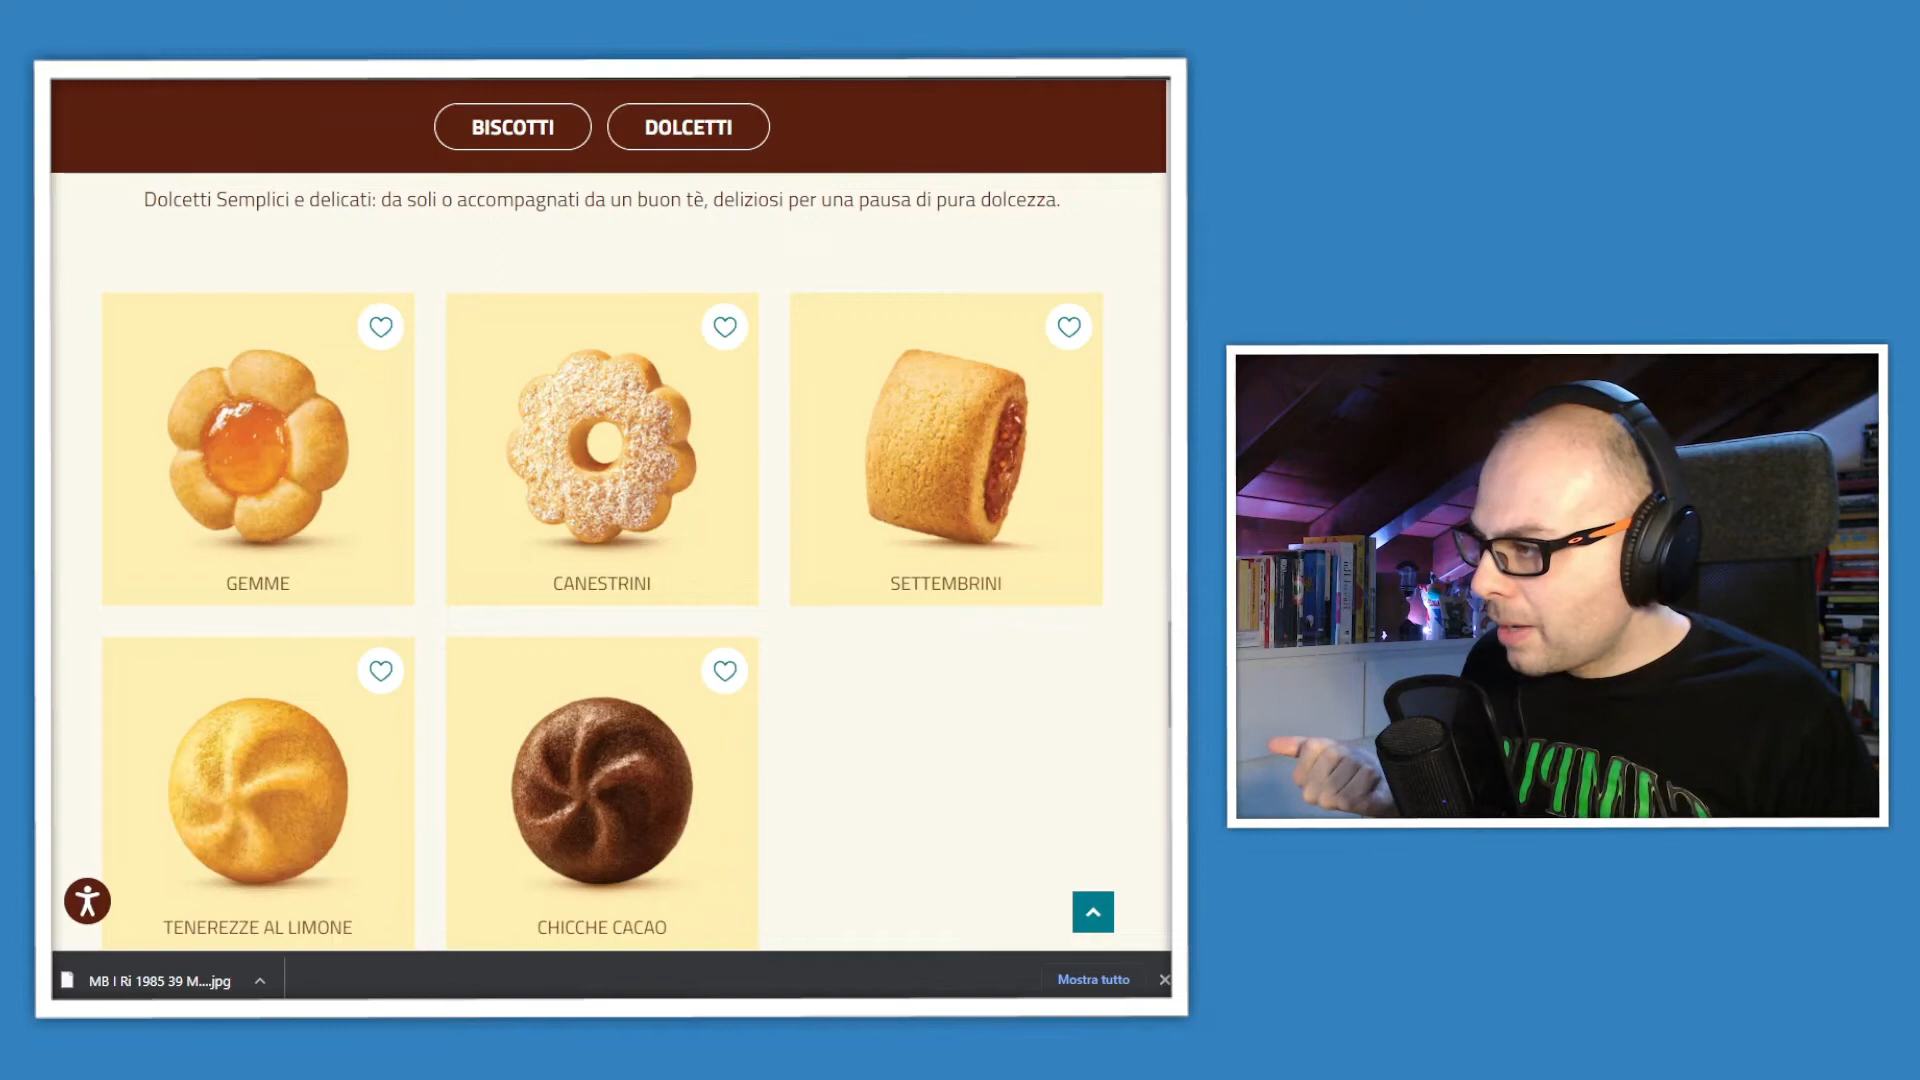 BISCOTTI
DOLCETTI
Dolcetti Semplici e delicati: da soli o accompagnati da un buon tè, deliziosi per una pausa di pura dolcezza.
GEMME
CANESTRINI
SETTEMBRINI
TENEREZZE AL LIMONE
CHICCHE CACAO
MB I Ri 1985 39 M....jpg
Mostra tutto